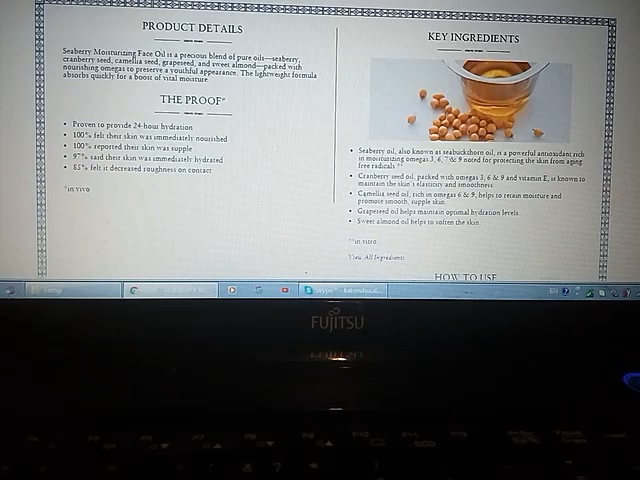 PRODUCT DETAILS
Seaberry Moisturizing Face Oil is a precious blend of pure oils—seaberry,
cranberry seed, camellia seed, grapeseed, and sweet almond—packed with
nourishing omegas to preserve a youthful appearance. The lightweight formula
absorbs quickly for a boost of vital moisture.
THE PROOF*
• Proven to provide 24-hour hydration
• 100% felt their skin was immediately nourished
• 100% reported their skin was supple
• 97% said their skin was immediately hydrated
• 85% felt it decreased roughness on contact
*in vivo
KEY INGREDIENTS
• Seaberry oil, also known as seabuckthorn oil, is a powerful antioxidant rich
in moisturizing omegas 3, 6, 7 & 9 noted for protecting the skin from aging
free radicals.**
• Cranberry seed oil, packed with omegas 3, 6 & 9 and vitamin E, is known to
maintain the skin's elasticity and smoothness.
• Camellia seed oil, rich in omegas 6 & 9, helps to retain moisture and
promote smooth, supple skin.
• Grapeseed oil helps maintain optimal hydration levels.
• Sweet almond oil helps to soften the skin.
**in vitro
View All Ingredients
HOW TO USE
Temp
Skype
EN
FUJITSU